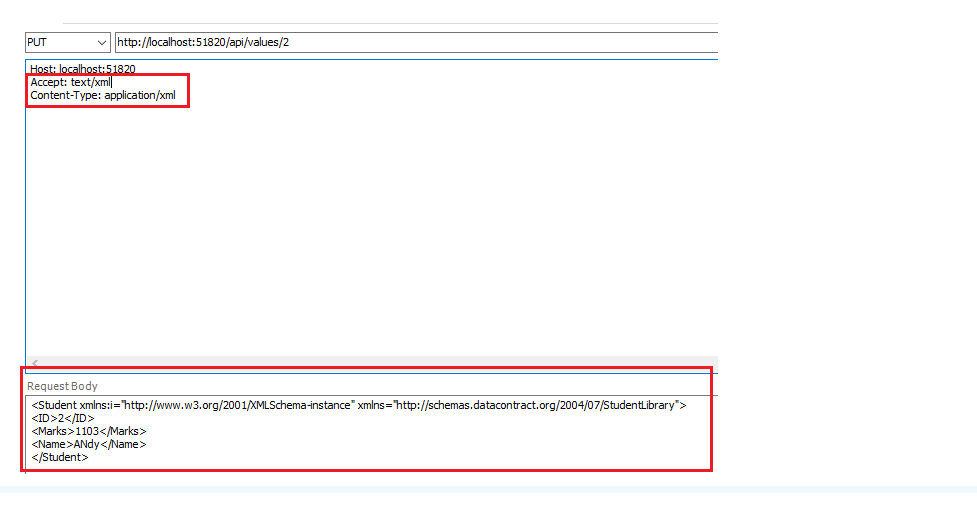 PUT
http://localhost:51820/api/values/2
Host: localhost:51820
Accept: text/xml
Content-Type: application/xml
Request Body
<Student xmlns:i="http://www.w3.org/2001/XMLSchema-instance" xmlns="http://schemas.datacontract.org/2004/07/StudentLibrary">
<ID>2</ID>
<Marks>1103</Marks>
<Name>ANdy</Name>
</Student>